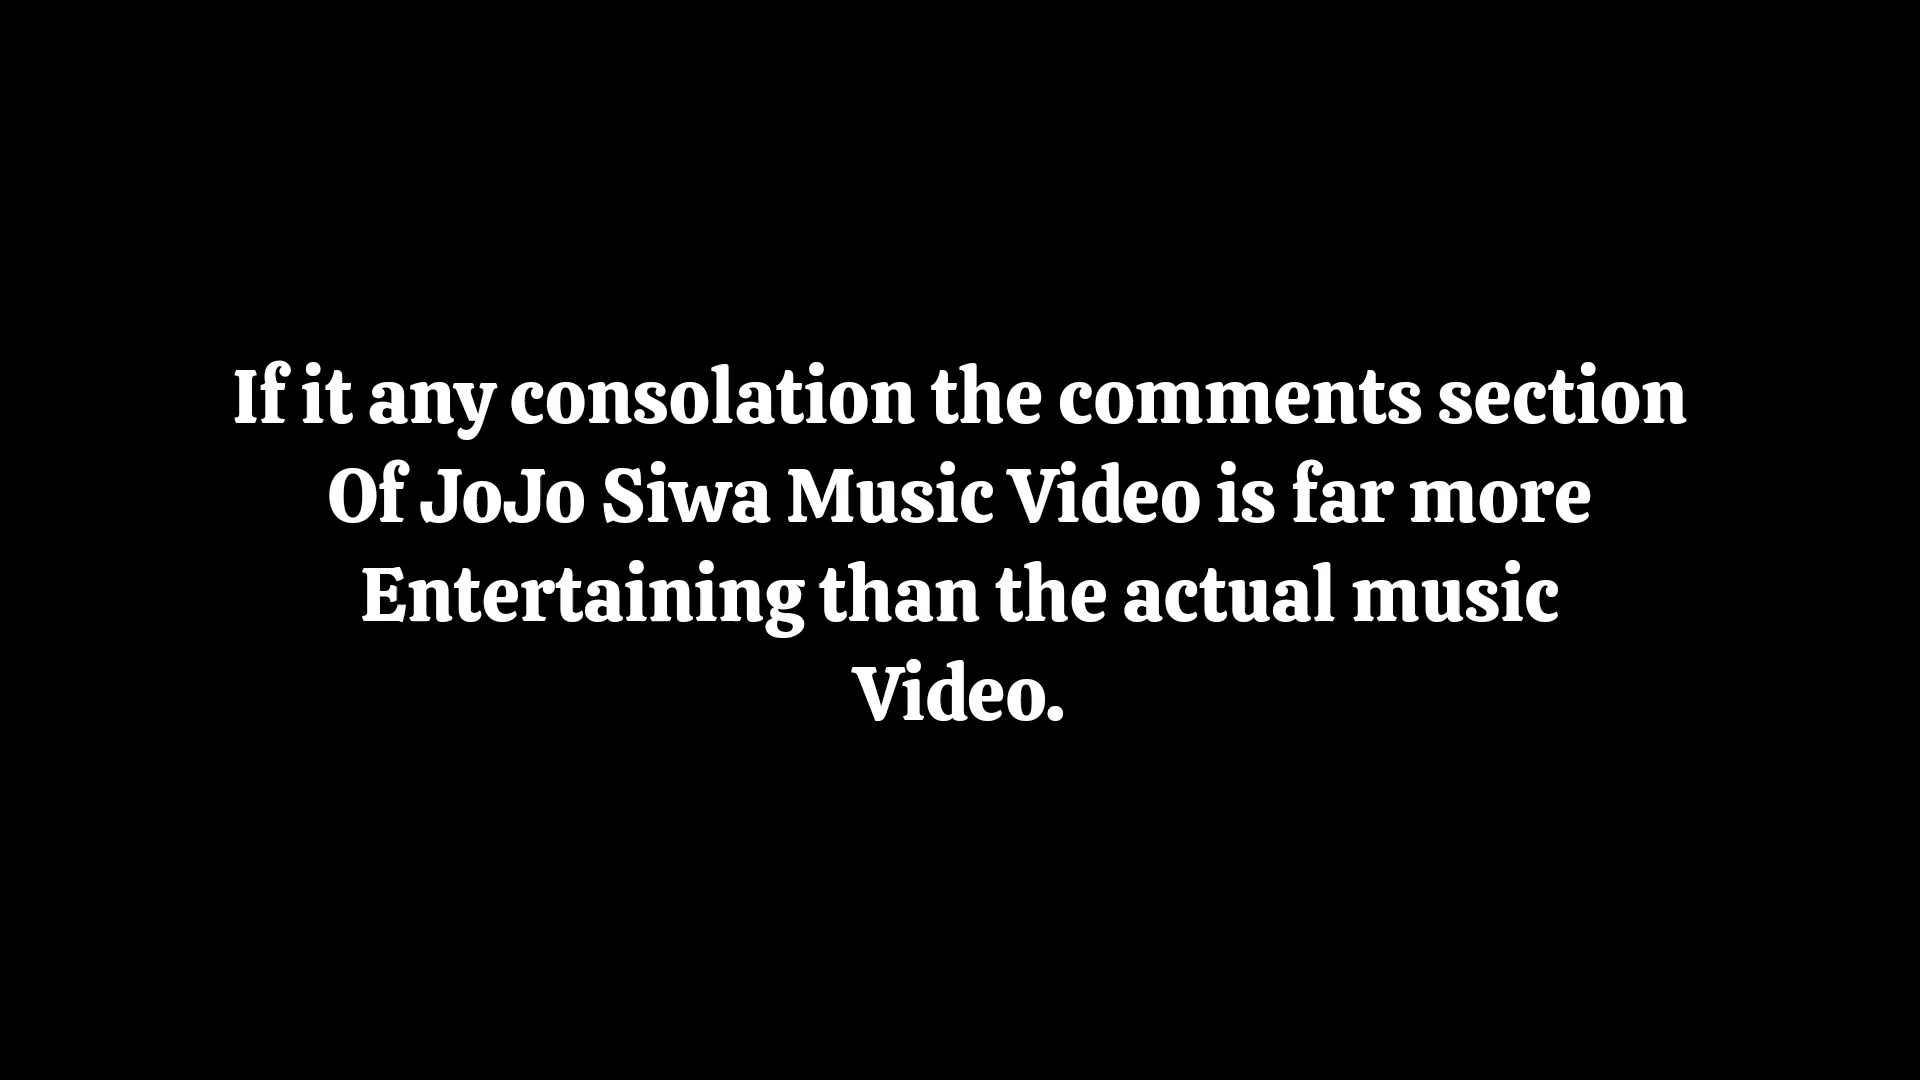 If it any consolation the comments section
Of JoJo Siwa Music Video is far more
Entertaining than the actual music
Video.